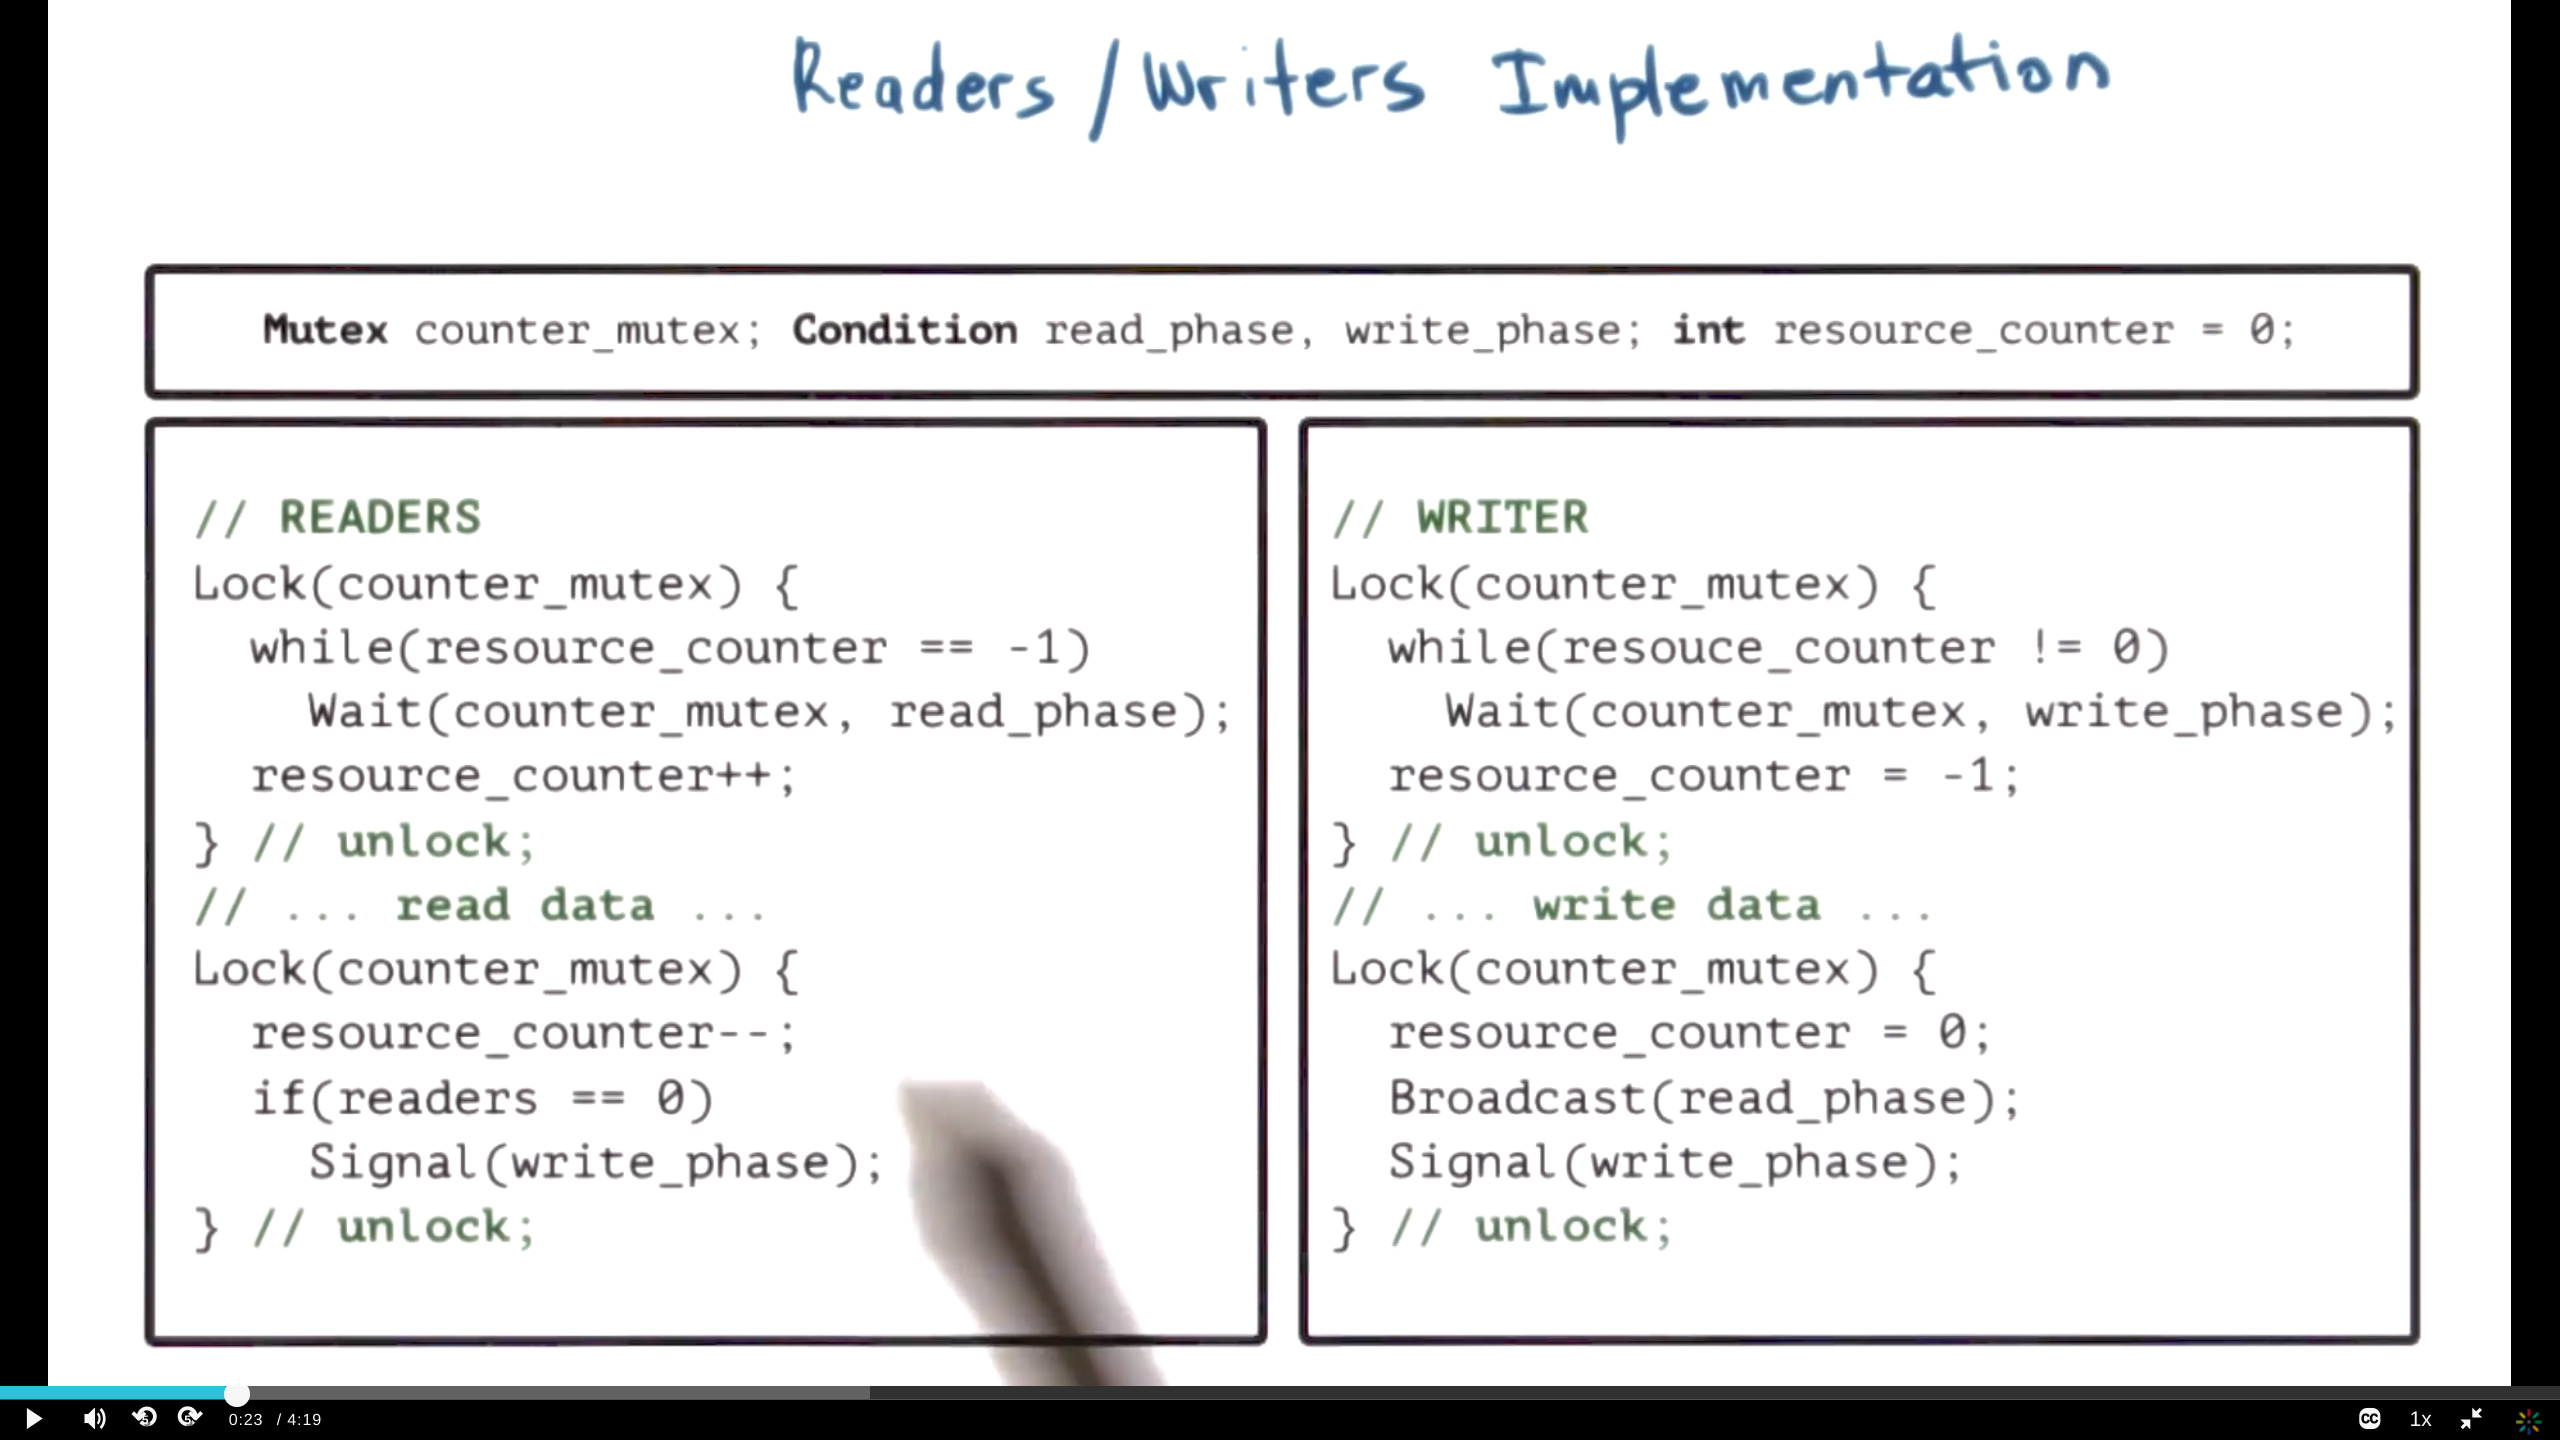 Readers / Writers Implementation
Mutex counter_mutex; Condition read_phase, write_phase; int resource_counter = 0;
// READERS
Lock(counter_mutex) {
while(resource_counter == -1)
Wait(counter_mutex, read_phase);
resource_counter++;
} // unlock;
// ... read data ...
Lock(counter_mutex) {
resource_counter--;
if(readers == 0)
Signal(write_phase);
} // unlock;
// WRITER
Lock(counter_mutex) {
while(resouce_counter != 0)
Wait(counter_mutex, write_phase);
resource_counter = -1;
} // unlock;
// ... write data ...
Lock(counter_mutex) {
resource_counter = 0;
Broadcast(read_phase);
Signal(write_phase);
} // unlock;
5
5
0:23 / 4:19
CC
1x